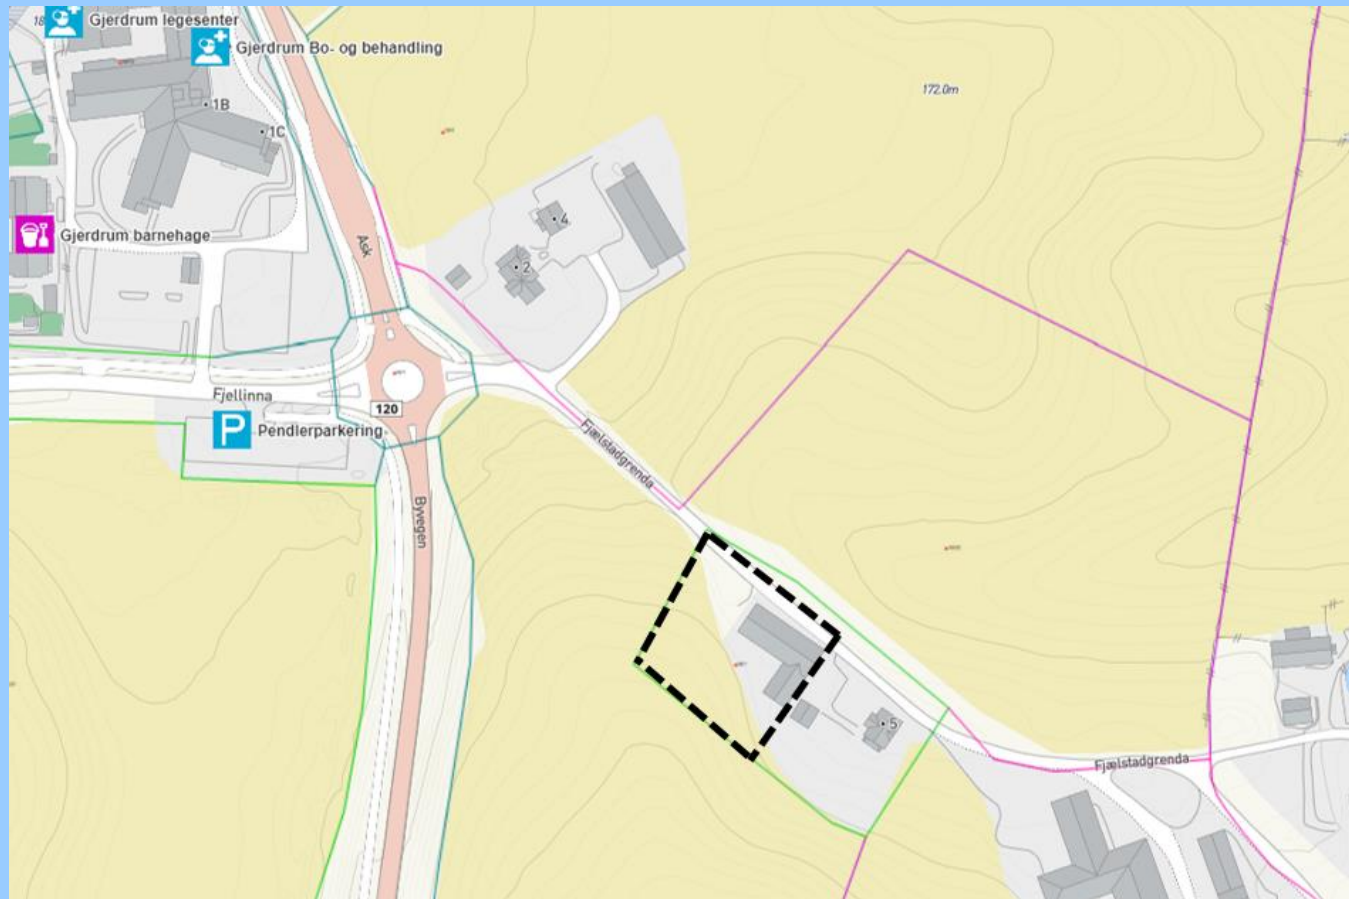 18
Gjerdrum legesenter
Gjerdrum Bo- og behandling
172.0m
1B
1C
4
Gjerdrum barnehage
Ask
2
Fjellinna
120
Pendlerparkering
Fjælstadgrenda
Byvegen
5
Fjælstadgrenda